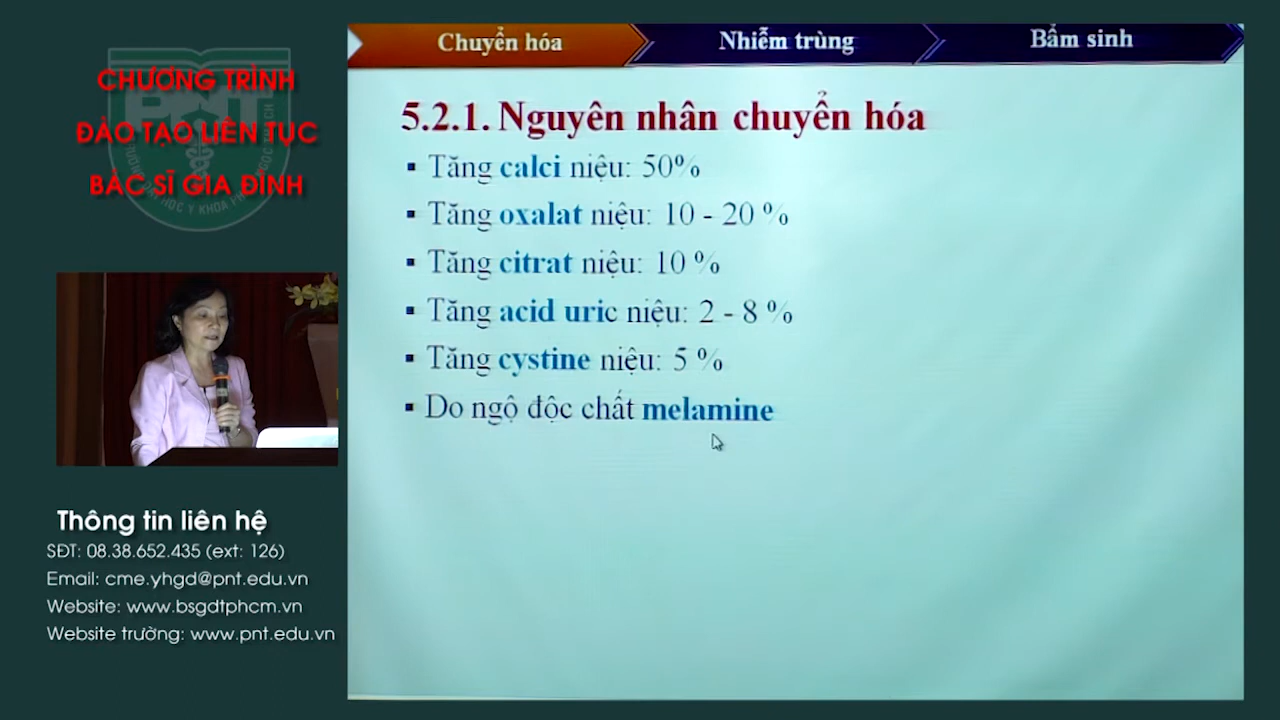 CHƯƠNG TRÌNH
ĐÀO TẠO LIÊN TỤC
BÁC SĨ GIA ĐÌNH
PNT
Thông tin liên hệ
SĐT: 08.38.652.435 (ext: 126)
Email: cme.yhgd@pnt.edu.vn
Website: www.bsgdtphcm.vn
Website trường: www.pnt.edu.vn
Chuyển hóa
Nhiễm trùng
Bẩm sinh
5.2.1. Nguyên nhân chuyển hóa
▪ Tăng calci niệu: 50%
▪ Tăng oxalat niệu: 10 - 20 %
▪ Tăng citrat niệu: 10 %
▪ Tăng acid uric niệu: 2 - 8 %
▪ Tăng cystine niệu: 5 %
▪ Do ngộ độc chất melamine